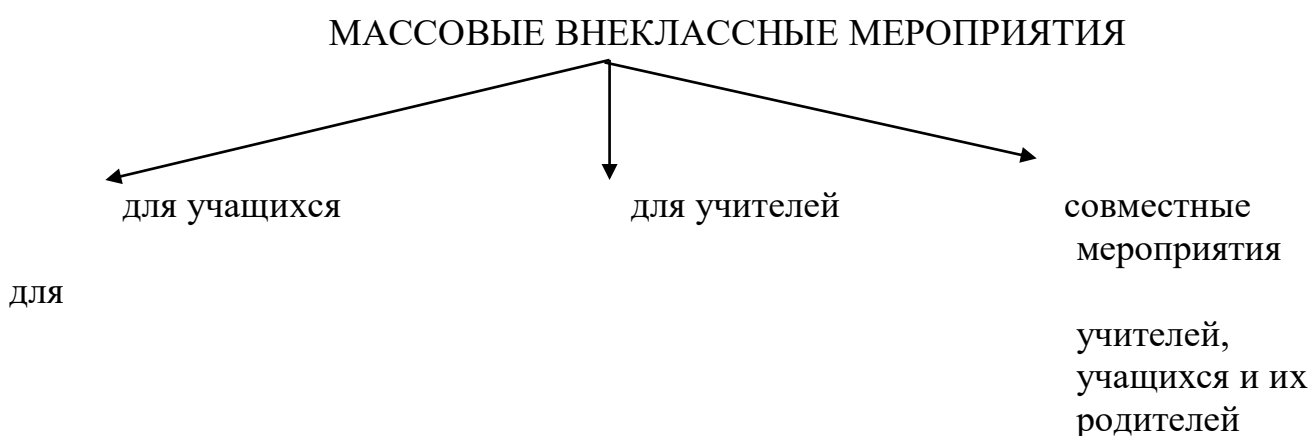 МАССОВЫЕ ВНЕКЛАССНЫЕ МЕРОПРИЯТИЯ
для учащихся для учителей совместные
мероприятия
для
учителей,
учащихся и их
родителей